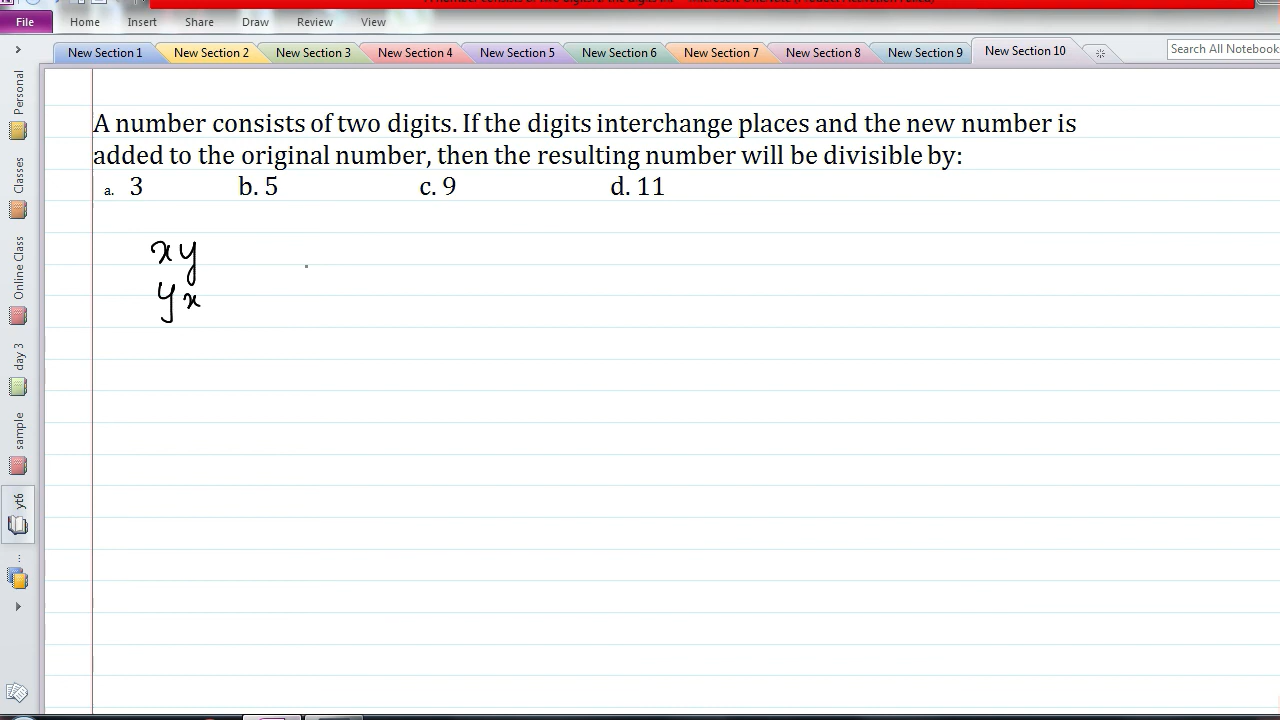 File Home Insert Share Draw Review View
New Section 1 New Section 2 New Section 3 New Section 4 New Section 5 New Section 6 New Section 7 New Section 8 New Section 9 New Section 10 Search All Notebook
Personal
Classes
Online Class
day 3
sample
yt6
A number consists of two digits. If the digits interchange places and the new number is
added to the original number, then the resulting number will be divisible by:
a. 3 b. 5 c. 9 d. 11
x y
y x